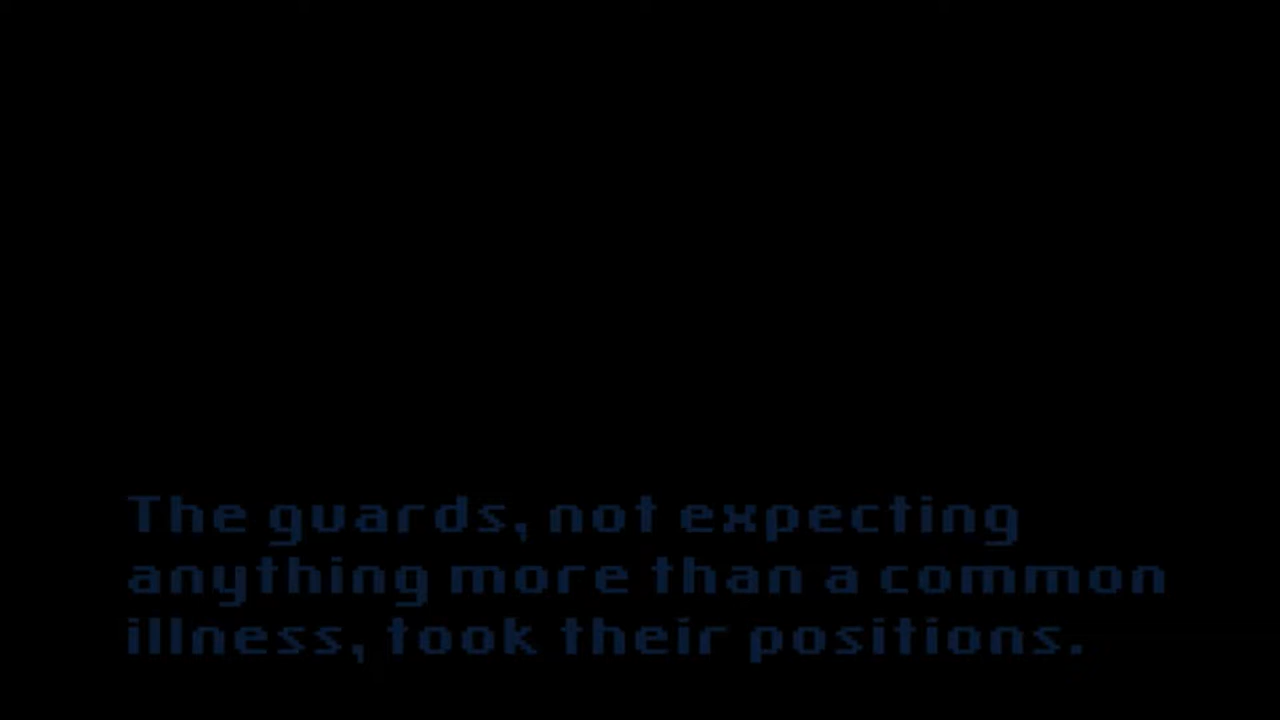 The guards, not expecting
anything more than a common
illness, took their positions.